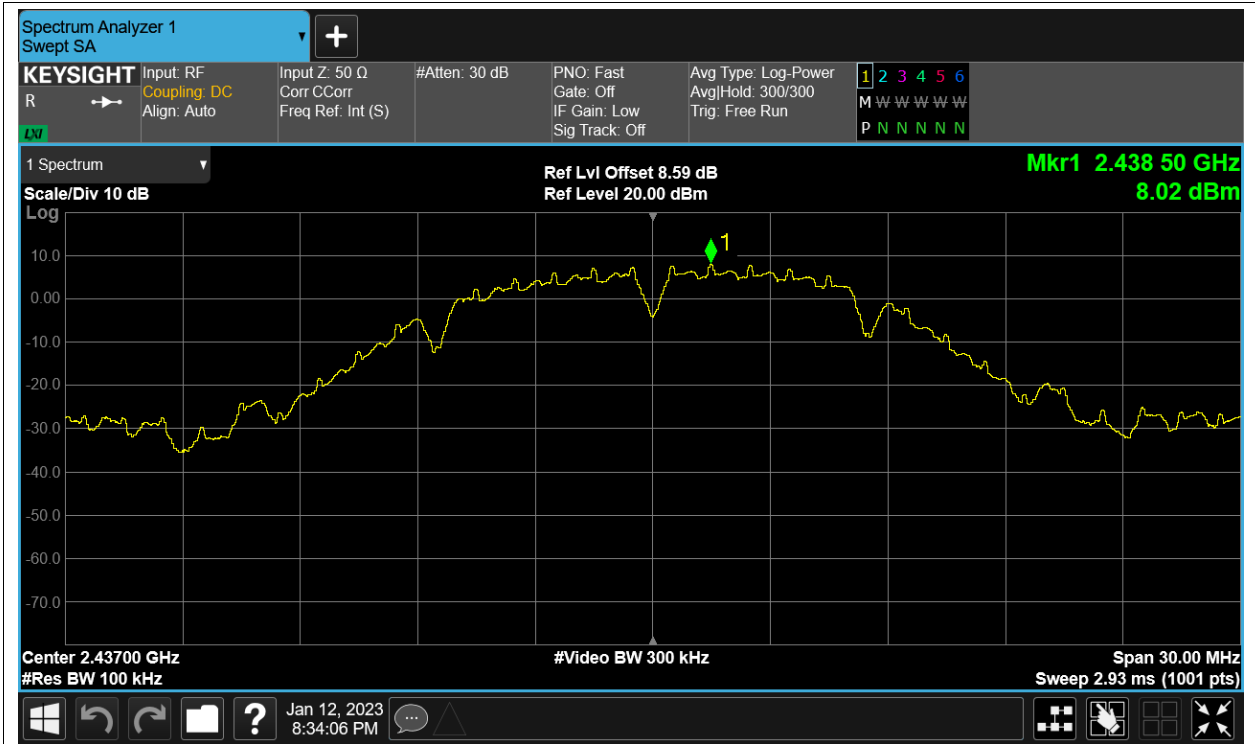 Spectrum Analyzer 1
Swept SA
KEYSIGHT
R
LXI
Input: RF
Coupling: DC
Align: Auto
Input Z: 50 Ω
Corr CCorr
Freq Ref: Int (S)
#Atten: 30 dB
PNO: Fast
Gate: Off
IF Gain: Low
Sig Track: Off
Avg Type: Log-Power
Avg|Hold: 300/300
Trig: Free Run
1 2 3 4 5 6
M W W W W W
P N N N N N
1 Spectrum
Scale/Div 10 dB
Log
Ref Lvl Offset 8.59 dB
Ref Level 20.00 dBm
Mkr1 2.438 50 GHz
8.02 dBm
1
10.0
0.00
-10.0
-20.0
-30.0
-40.0
-50.0
-60.0
-70.0
Center 2.43700 GHz
#Video BW 300 kHz
Span 30.00 MHz
#Res BW 100 kHz
Sweep 2.93 ms (1001 pts)
?
Jan 12, 2023
8:34:06 PM